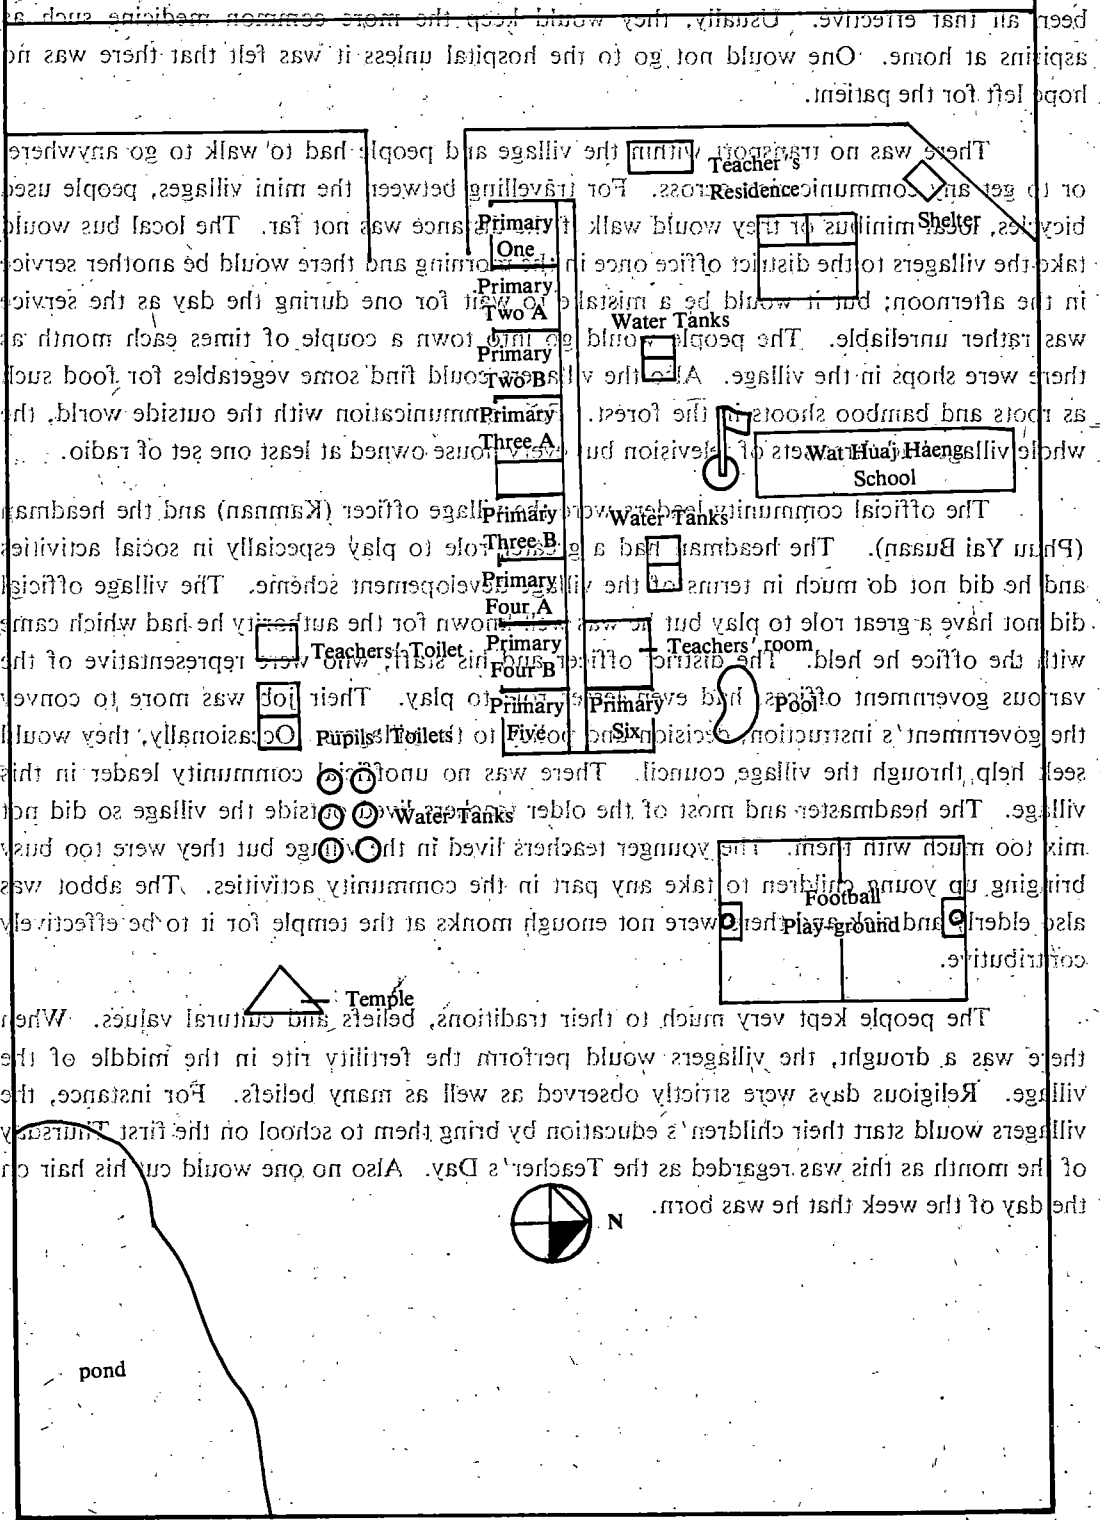 Teacher's
Residence
Shelter
Primary
One
Primary
Two A
Water Tanks
Primary
Two B
Primary
Three A
Wat Huaj Haeng
School
Primary
Three B
Water Tanks
Primary
Four A
Teachers' Toilet
Primary
Four B
Teachers' room
Primary
Five
Primary
Six
Pool
Pupils' Toilets
Water Tanks
Football
Play-ground
Temple
N
pond
been all that effective. Usually, they would keep the more common medicine such as
aspirins at home. One would not go to the hospital unless it was felt that there was no
hope left for the patient.
There was no transport within the village and people had to walk to go anywhere
or to get any communication across. For travelling between the mini villages, people used
bicycles, local minibus or they would walk if the distance was not far. The local bus would
take the villagers to the district office once in the morning and there would be another service
in the afternoon; but it would be a mistake to wait for one during the day as the service
was rather unreliable. The people would go into town a couple of times each month as
there were shops in the village. Also the villagers could find some vegetables for food such
as roots and bamboo shoots in the forest. communication with the outside world, the
whole village sets of television but every house owned at least one set of radio.
The official community leaders were the village officer (Kamnan) and the headman
(Phuu Yai Buaan). The headman had a greater role to play especially in social activities
and he did not do much in terms of the village developement scheme. The village official
did not have a great role to play but he was well known for the authority he had which came
with the office he held. The district officer and his staff, who were representative of the
various government offices, had even lesser role to play. Their job was more to convey
the government's instruction, decision and to the villagers. Occasionally, they would
seek help through the village council. There was no unofficial community leader in this
village. The headmaster and most of the older teachers lived outside the village so did not
mix too much with them. The younger teachers lived in the village but they were too busy
bringing up young children to take any part in the community activities. The abbot was
also elderly and sick and there were not enough monks at the temple for it to be effectively
contributive.
The people kept very much to their traditions, beliefs and cultural values. When
there was a drought, the villagers would perform the fertility rite in the middle of the
village. Religious days were strictly observed as well as many beliefs. For instance, the
villagers would start their children's education by bring them to school on the first Thursday
of the month as this was regarded as the Teacher's Day. Also no one would cut his hair on
the day of the week that he was born.